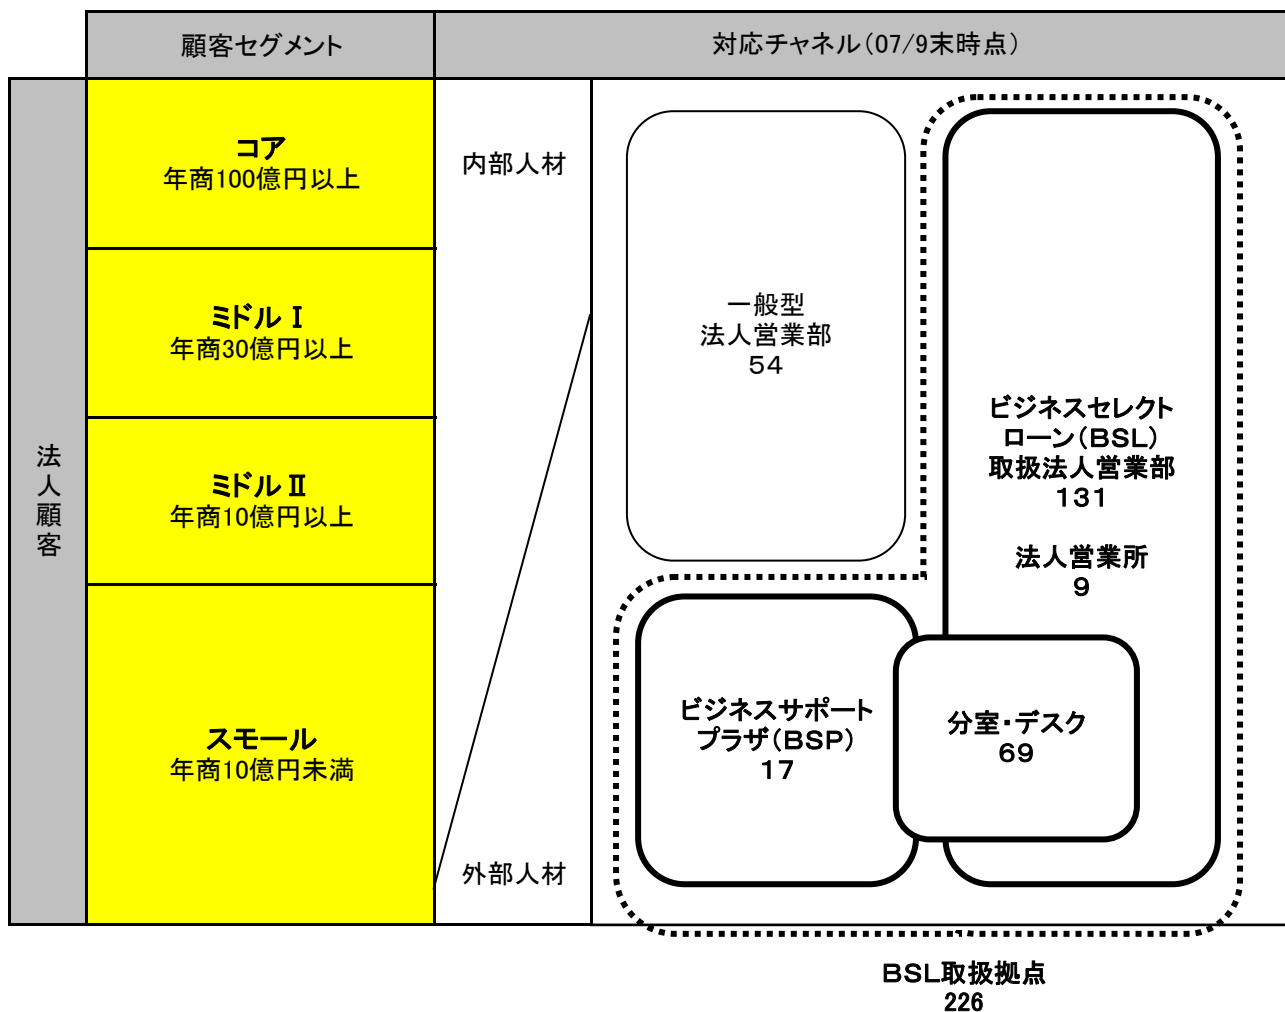 顧客セグメント
対応チャネル(07/9末時点)
法人顧客
コア
年商100億円以上
ミドルⅠ
年商30億円以上
ミドルⅡ
年商10億円以上
スモール
年商10億円未満
内部人材
外部人材
一般型
法人営業部
54
ビジネスセレクト
ローン(BSL)
取扱法人営業部
131
法人営業所
9
ビジネスサポート
プラザ(BSP)
17
分室・デスク
69
BSL取扱拠点
226